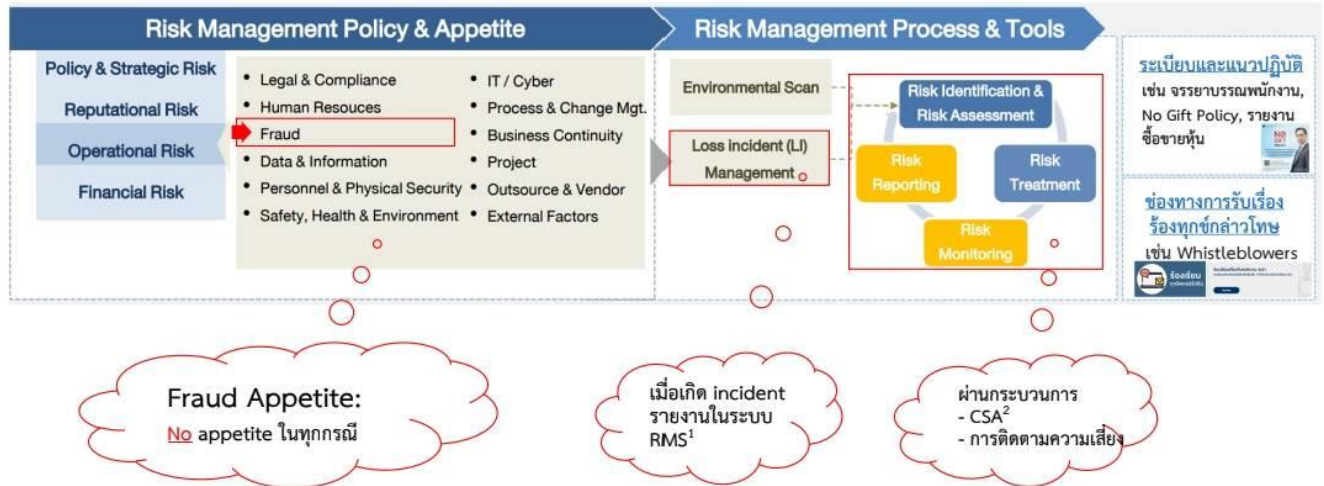 Risk Management Policy & Appetite
Risk Management Process & Tools
Policy & Strategic Risk
Reputational Risk
Operational Risk
Financial Risk
• Legal & Compliance
• Human Resouces
• Fraud
• Data & Information
• Personnel & Physical Security
• Safety, Health & Environment
• IT / Cyber
• Process & Change Mgt.
• Business Continuity
• Project
• Outsource & Vendor
• External Factors
Environmental Scan
Loss incident (LI)
Management
Risk Identification &
Risk Assessment
Risk
Reporting
Risk
Treatment
Risk
Monitoring
ระเบียบและแนวปฏิบัติ
เช่น จรรยาบรรณพนักงาน,
No Gift Policy, รายงาน
ซื้อขายหุ้น
NO
GIFT
ช่องทางการรับเรื่อง
ร้องทุกข์กล่าวโทษ
เช่น Whistleblowers
ร้องเรียน
Fraud Appetite:
No appetite ในทุกกรณี
เมื่อเกิด incident
รายงานในระบบ
RMS¹
ผ่านกระบวนการ
- CSA²
- การติดตามความเสี่ยง